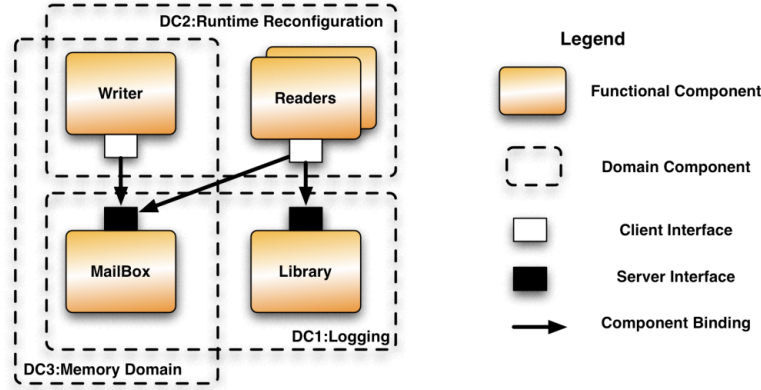 DC2:Runtime Reconfiguration
Writer
Readers
MailBox
Library
DC1:Logging
DC3:Memory Domain
Legend
Functional Component
Domain Component
Client Interface
Server Interface
Component Binding